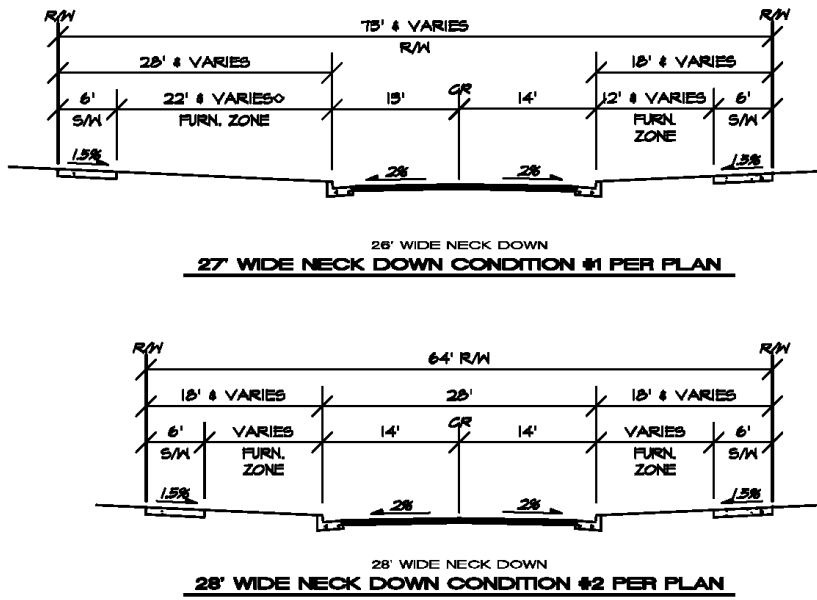 R/W
73' & VARIES
R/W
R/W
28' & VARIES
18' & VARIES
6'
22' & VARIES◇
13'
CR
14'
12' & VARIES
6'
S/W
FURN. ZONE
FURN.
ZONE
S/W
1.5%
2%
2%
1.5%
26' WIDE NECK DOWN
27' WIDE NECK DOWN CONDITION #1 PER PLAN
R/W
64' R/W
R/W
18' & VARIES
28'
18' & VARIES
6'
VARIES
14'
CR
14'
VARIES
6'
S/W
FURN.
ZONE
FURN.
ZONE
S/W
1.5%
2%
2%
1.5%
28' WIDE NECK DOWN
28' WIDE NECK DOWN CONDITION #2 PER PLAN